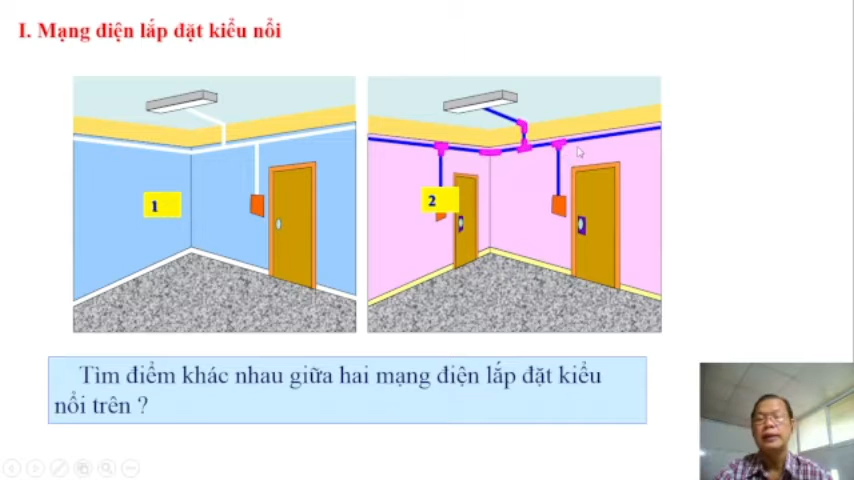 I. Mạng điện lắp đặt kiểu nổi
1
2
Tìm điểm khác nhau giữa hai mạng điện lắp đặt kiểu
nổi trên ?